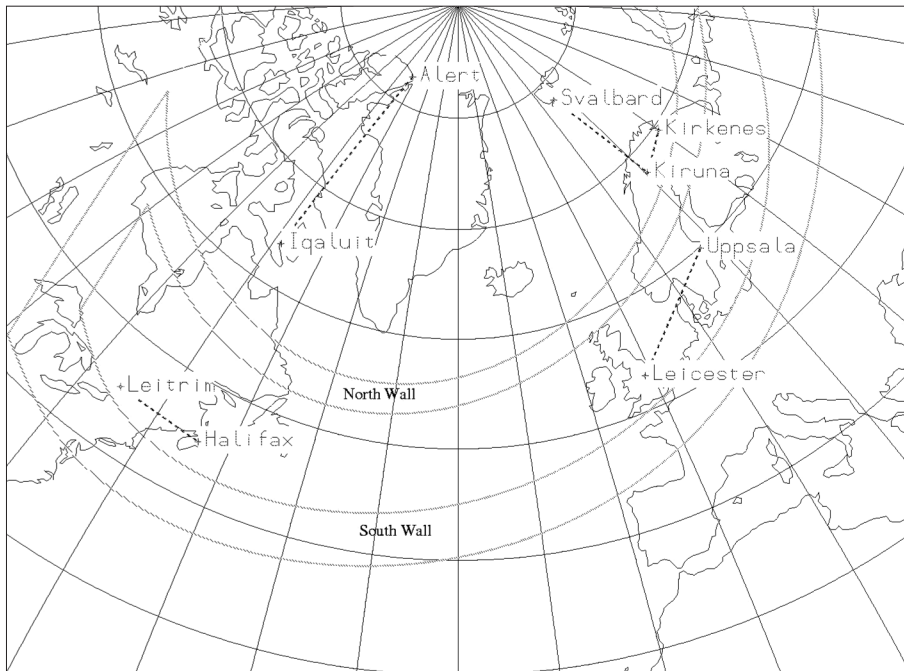 Alert
Svalbard
Kirkenes
Kiruna
Iqaluit
Uppsala
Leicester
Leitrim
North Wall
Halifax
South Wall